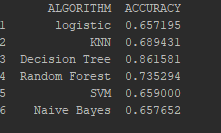 ALGORITHM ACCURACY
1 logistic 0.657195
2 KNN 0.689431
3 Decision Tree 0.861581
4 Random Forest 0.735294
5 SVM 0.659000
6 Naive Bayes 0.657652